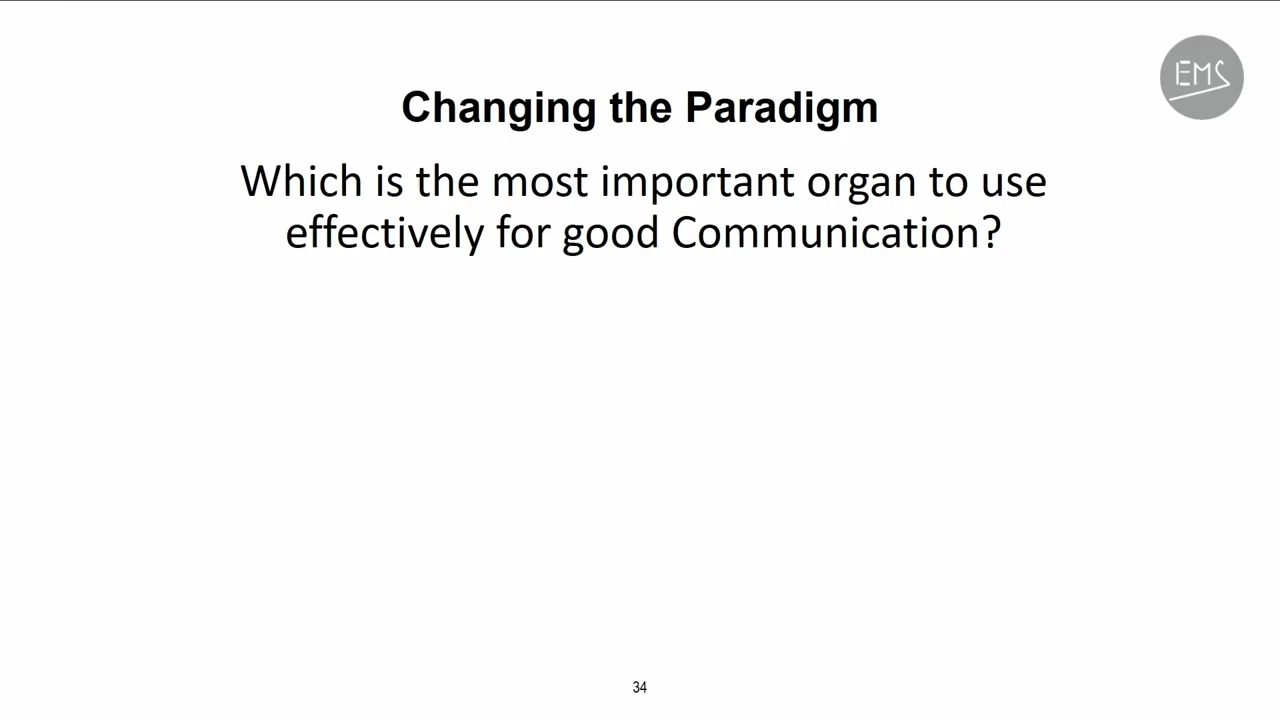 EMS
Changing the Paradigm
Which is the most important organ to use
effectively for good Communication?
34